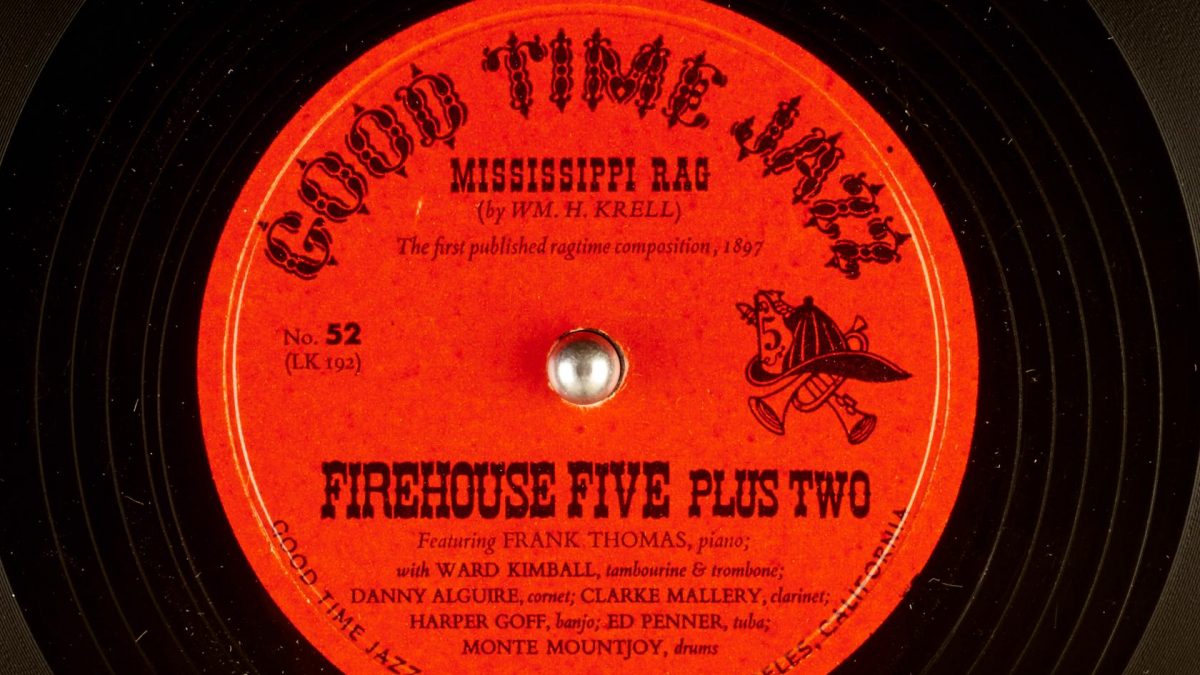 GOOD TIME JAZZ
MISSISSIPPI RAG
(by WM. H. KRELL)
The first published ragtime composition, 1897
No. 52
(LK 192)
5
FIREHOUSE FIVE PLUS TWO
Featuring FRANK THOMAS, piano;
with WARD KIMBALL, tambourine & trombone;
DANNY ALGUIRE, cornet; CLARKE MALLERY, clarinet;
HARPER GOFF, banjo; ED PENNER, tuba;
MONTE MOUNTJOY, drums
GOOD TIME JAZZ
CALIFORNIA